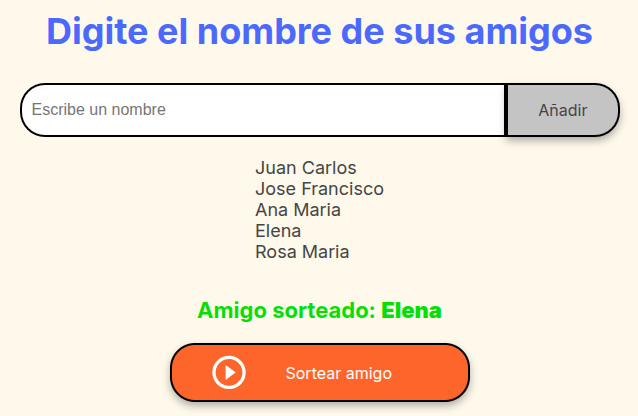 Digite el nombre de sus amigos
Escribe un nombre
Añadir
Juan Carlos
Jose Francisco
Ana Maria
Elena
Rosa Maria
Amigo sorteado: Elena
Sortear amigo